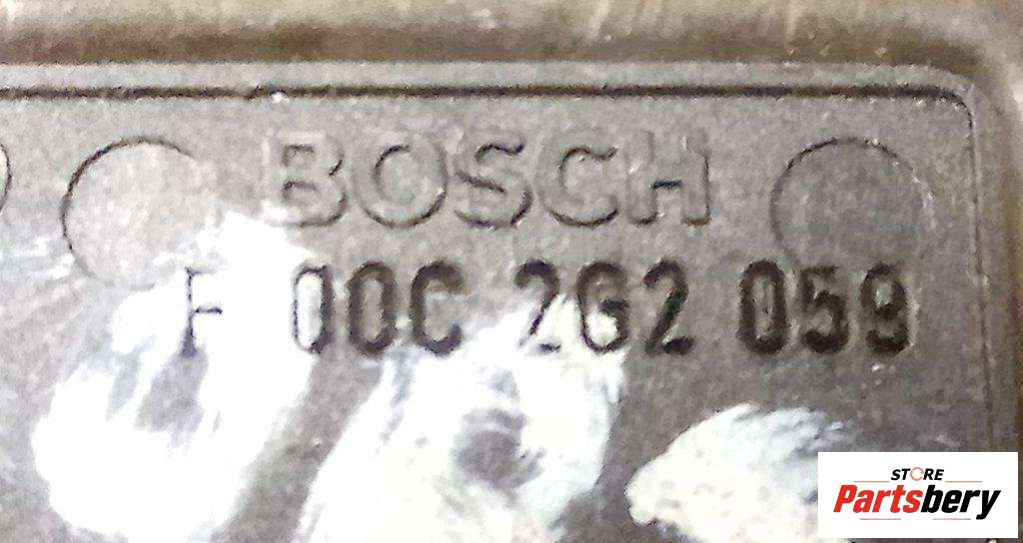 BOSCH
F 00C 2G2 059
STORE
Partsbery